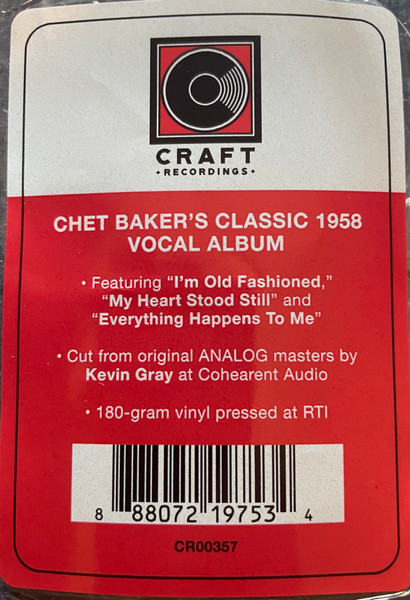 CRAFT
• RECORDINGS •
CHET BAKER'S CLASSIC 1958
VOCAL ALBUM
• Featuring “I'm Old Fashioned,”
“My Heart Stood Still” and
“Everything Happens To Me”
• Cut from original ANALOG masters by
Kevin Gray at Cohearent Audio
• 180-gram vinyl pressed at RTI
8 88072 19753 4
CR00357